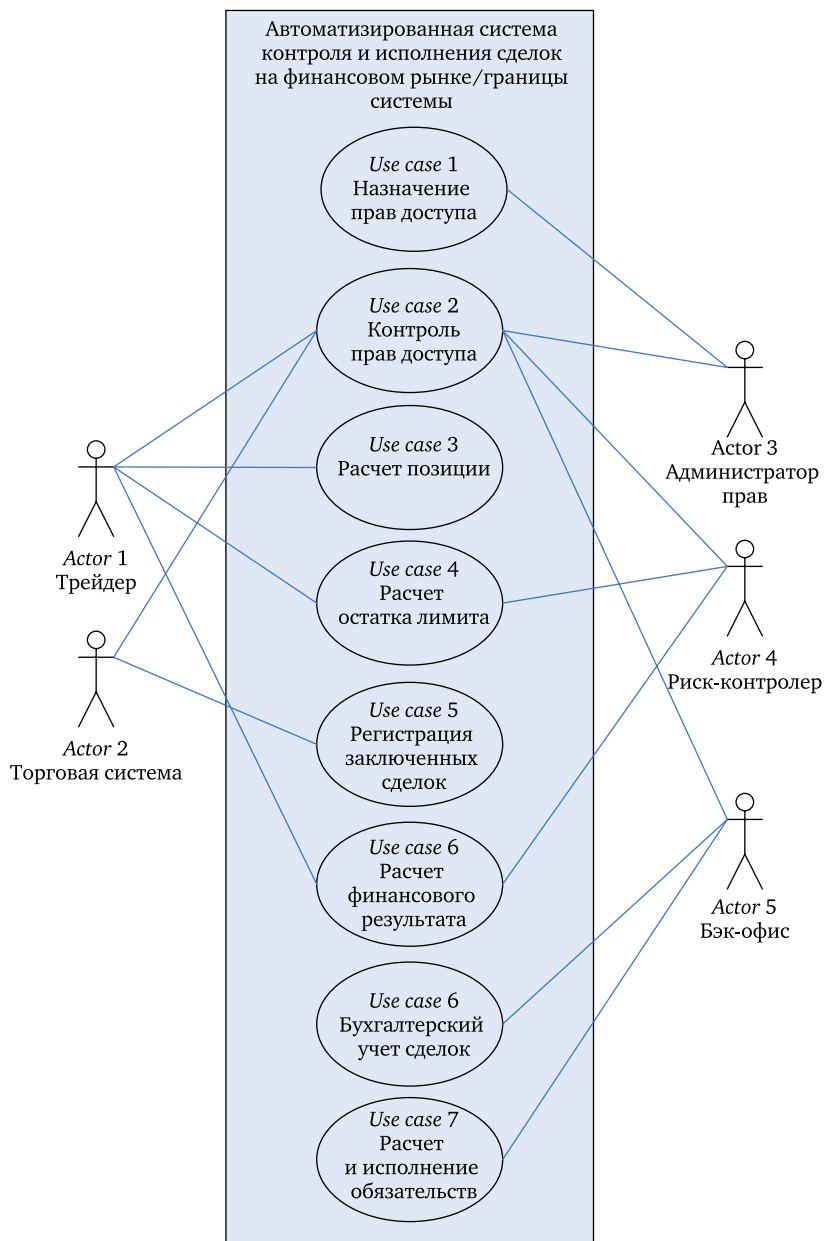 Автоматизированная система
контроля и исполнения сделок
на финансовом рынке/границы
системы
Use case 1
Назначение
прав доступа
Use case 2
Контроль
прав доступа
Use case 3
Расчет позиции
Use case 4
Расчет
остатка лимита
Use case 5
Регистрация
заключенных
сделок
Use case 6
Расчет
финансового
результата
Use case 6
Бухгалтерский
учет сделок
Use case 7
Расчет
и исполнение
обязательств
Actor 1
Трейдер
Actor 2
Торговая система
Actor 3
Администратор
прав
Actor 4
Риск-контролер
Actor 5
Бэк-офис